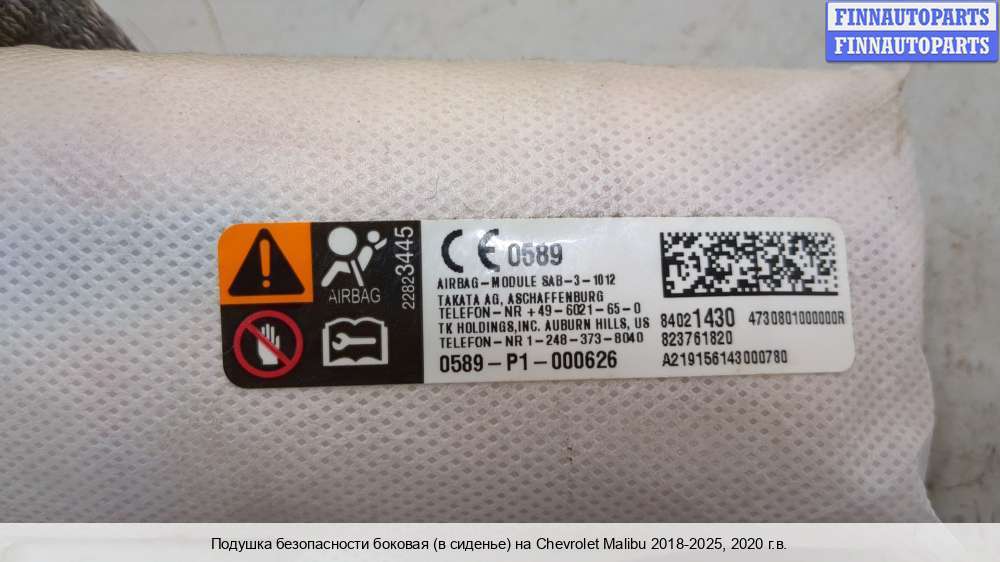 FINNAUTOPARTS
FINNAUTOPARTS
AIRBAG
22823445
CE 0589
AIRBAG-MODULE SAB-3-1012
TAKATA AG, ASCHAFFENBURG
TELEFON-NR +49-6021-65-0
TK HOLDINGS,INC. AUBURN HILLS, US
TELEFON-NR 1-248-373-8040
0589-P1-000626
84021430 4730801000000R
823761820
A219156143000780
Подушка безопасности боковая (в сиденье) на Chevrolet Malibu 2018-2025, 2020 г.в.